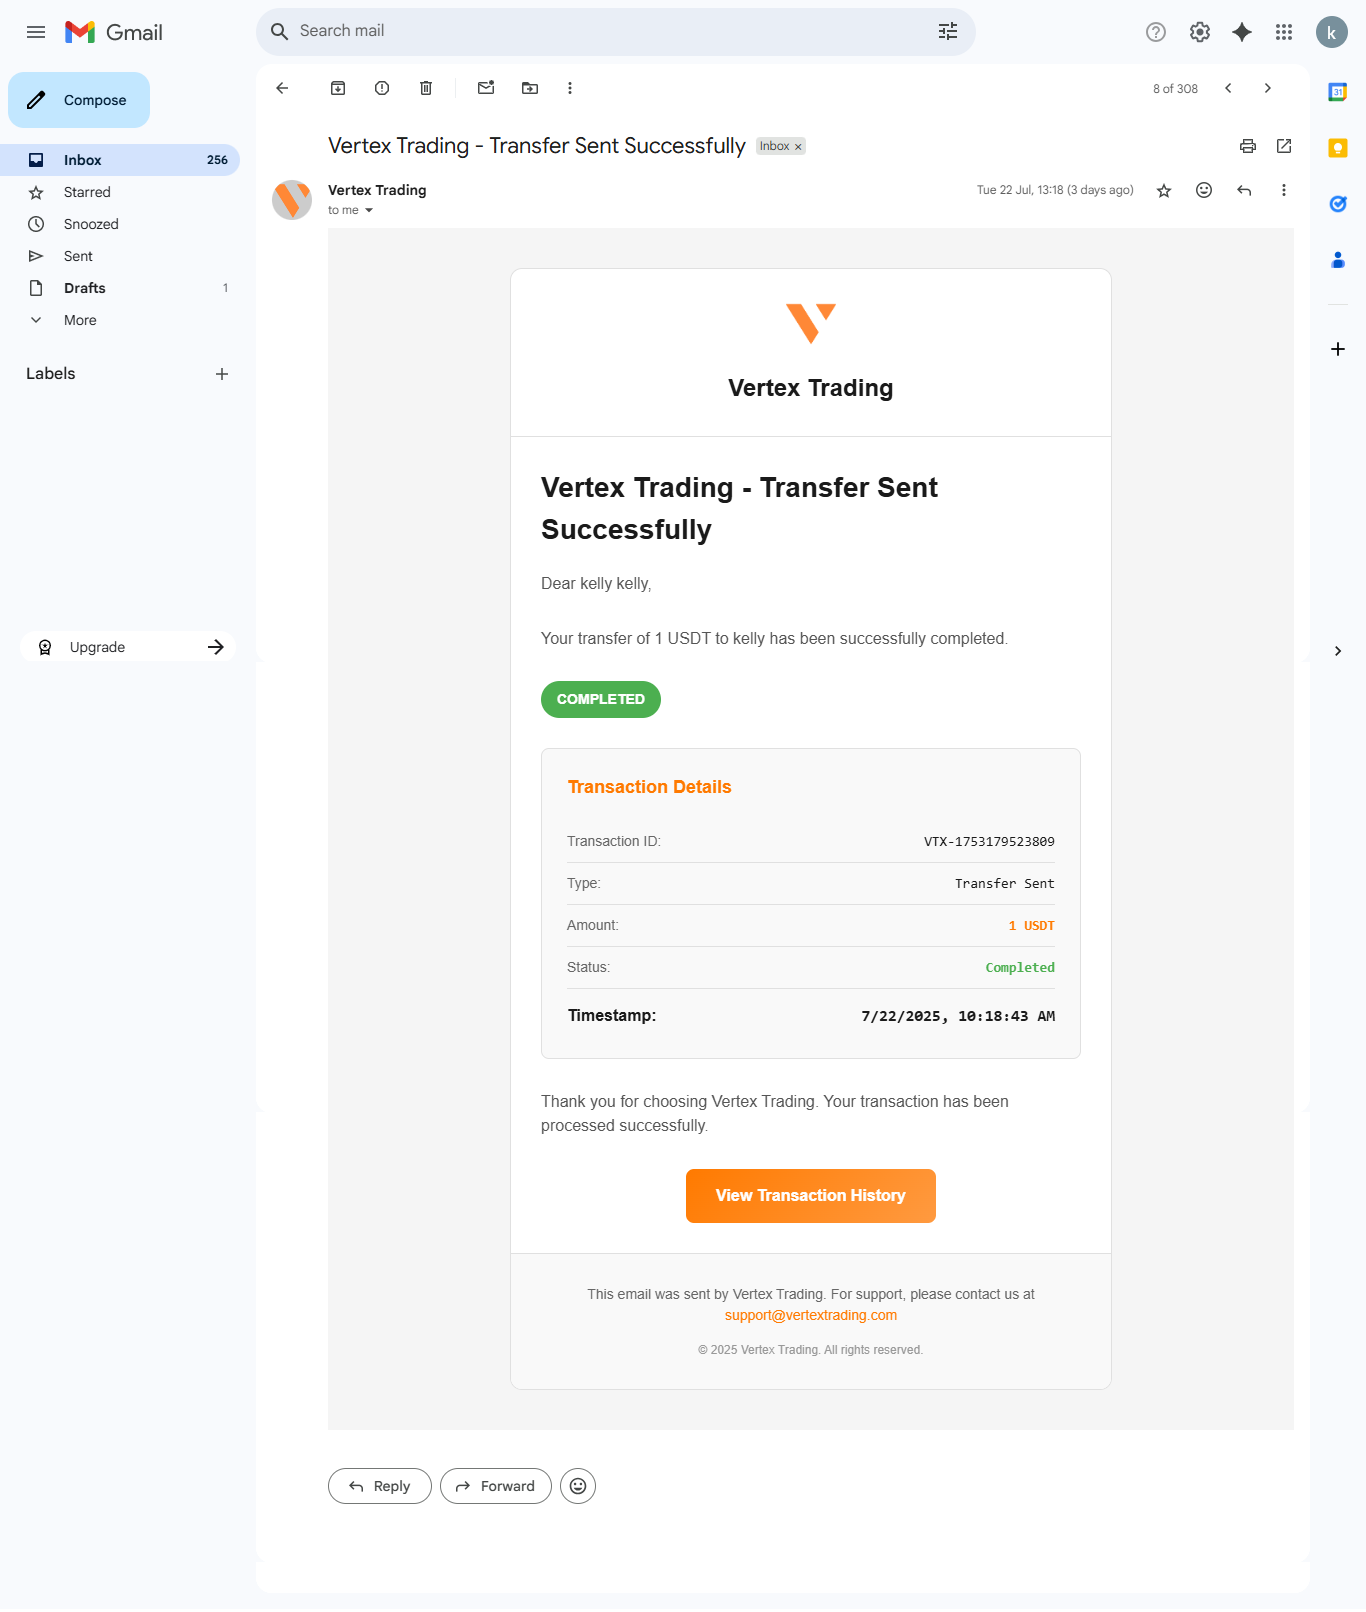 Gmail
Search mail
k
Compose
8 of 308
31
Inbox 256
Starred
Snoozed
Sent
Drafts 1
More
Labels
Upgrade
Vertex Trading - Transfer Sent Successfully Inbox ×
Vertex Trading
Tue 22 Jul, 13:18 (3 days ago)
to me
Vertex Trading
Vertex Trading - Transfer Sent
Successfully
Dear kelly kelly,
Your transfer of 1 USDT to kelly has been successfully completed.
COMPLETED
Transaction Details
Transaction ID: VTX-1753179523809
Type: Transfer Sent
Amount: 1 USDT
Status: Completed
Timestamp: 7/22/2025, 10:18:43 AM
Thank you for choosing Vertex Trading. Your transaction has been
processed successfully.
View Transaction History
This email was sent by Vertex Trading. For support, please contact us at
support@vertextrading.com
© 2025 Vertex Trading. All rights reserved.
Reply
Forward